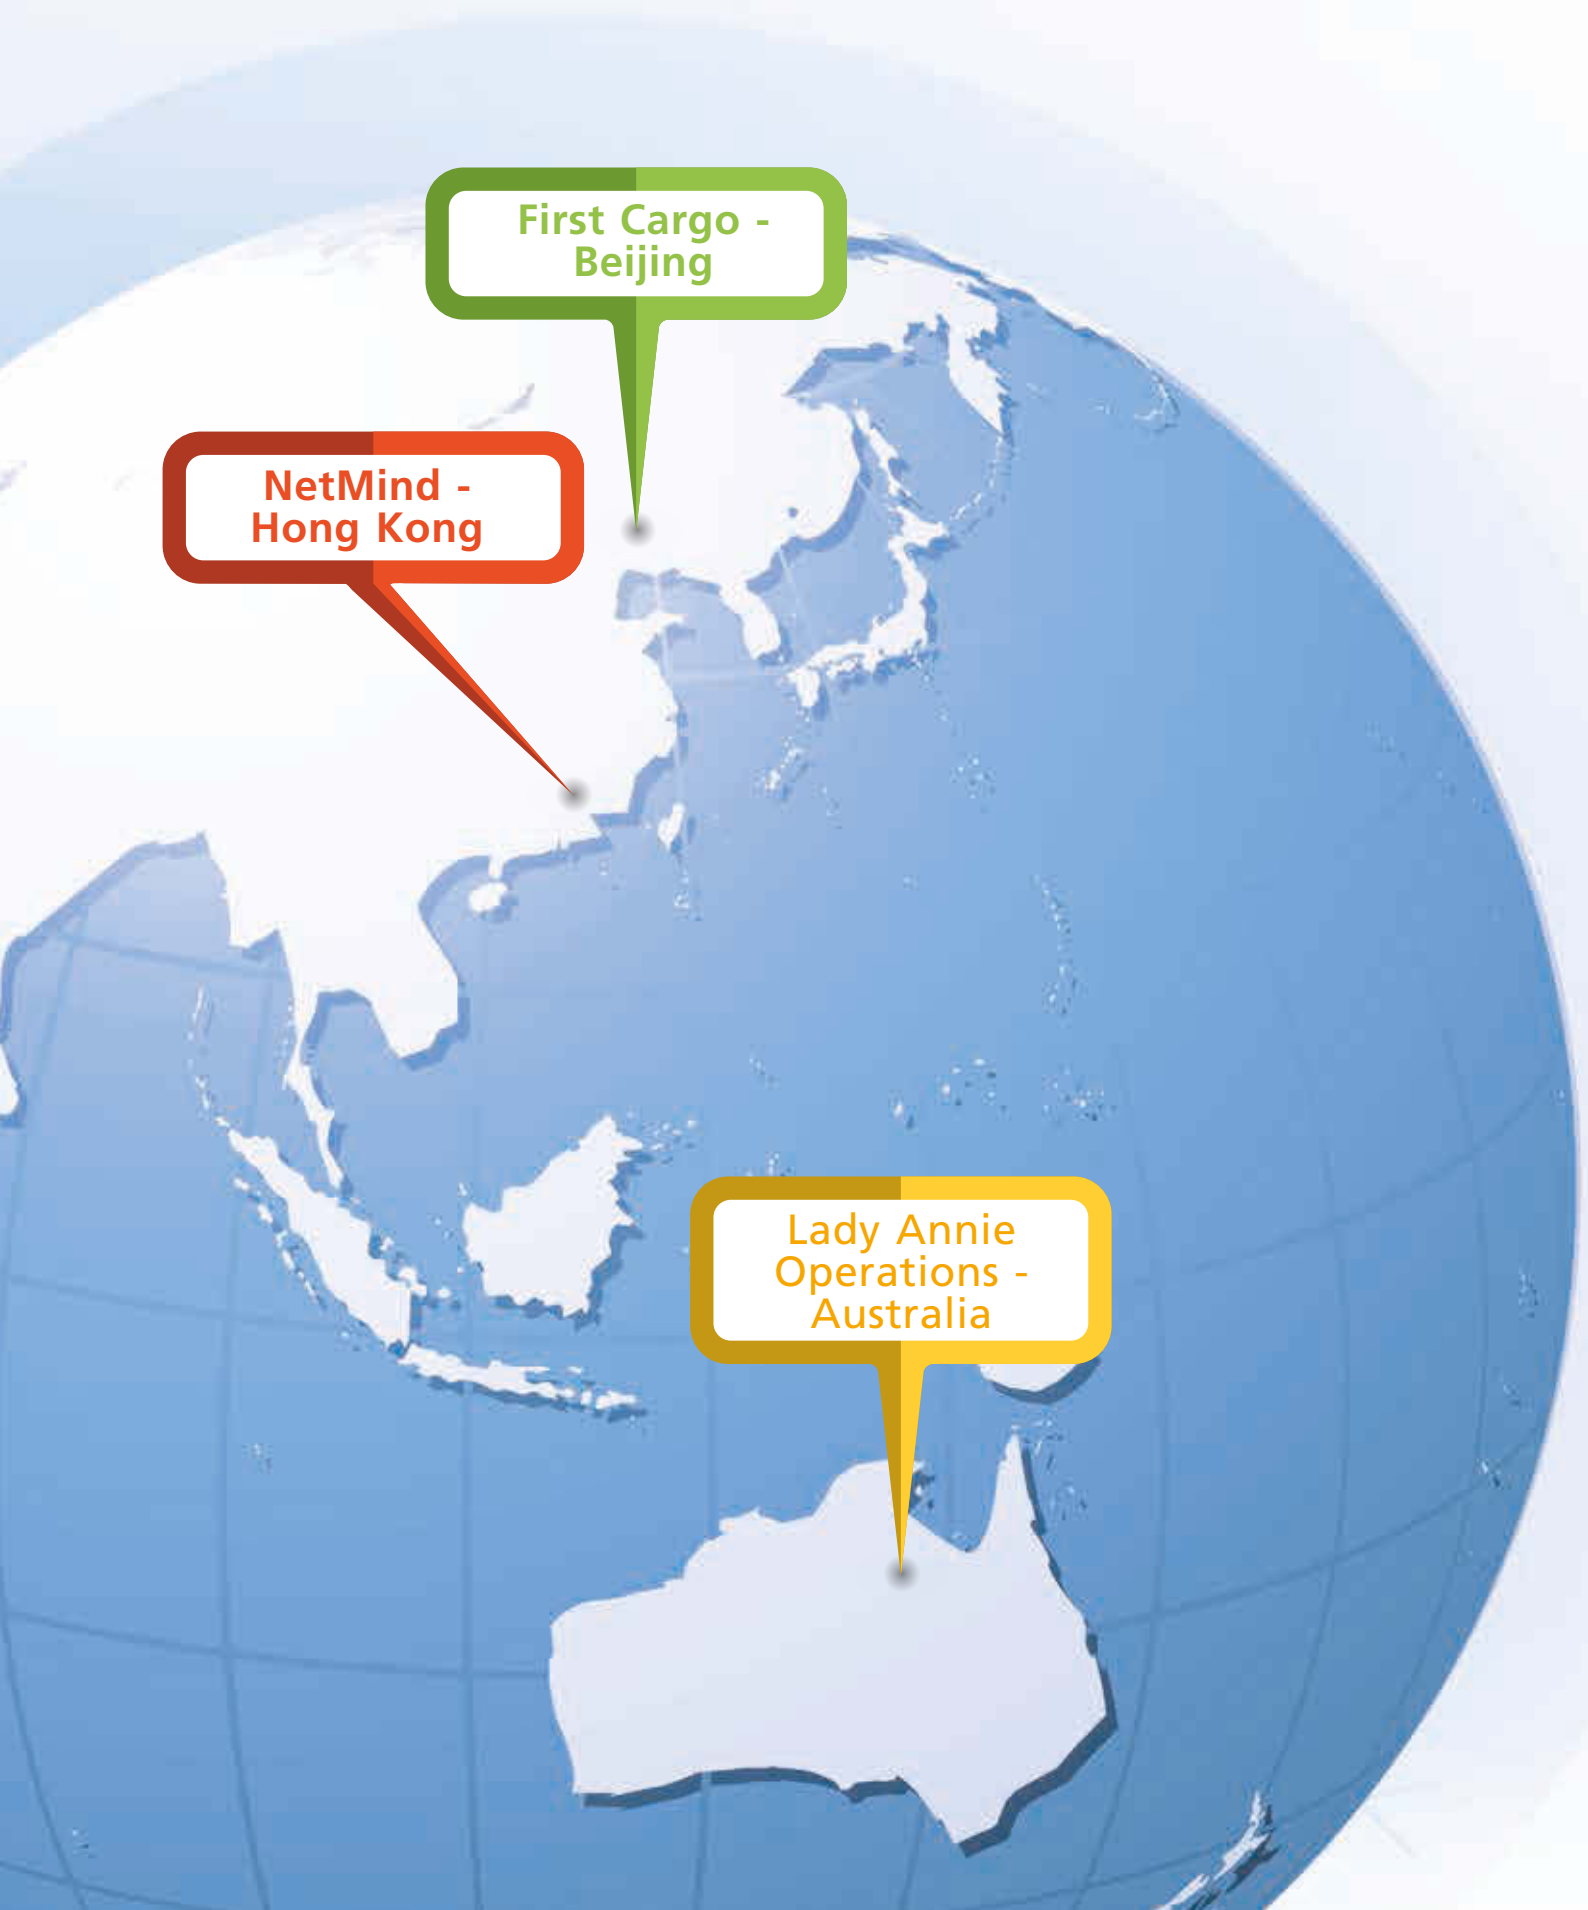 First Cargo -
Beijing
NetMind -
Hong Kong
Lady Annie
Operations -
Australia